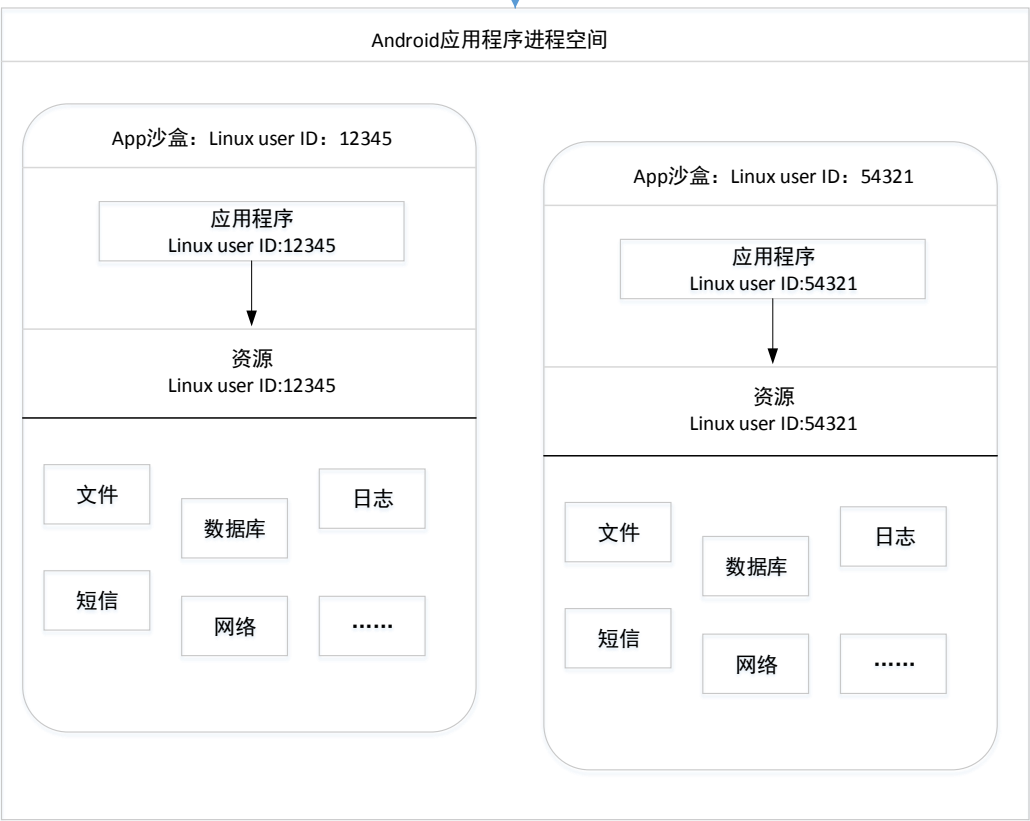 Android应用程序进程空间
App沙盒：Linux user ID：12345
应用程序
Linux user ID:12345
资源
Linux user ID:12345
文件
数据库
日志
短信
网络
……
App沙盒：Linux user ID：54321
应用程序
Linux user ID:54321
资源
Linux user ID:54321
文件
数据库
日志
短信
网络
……